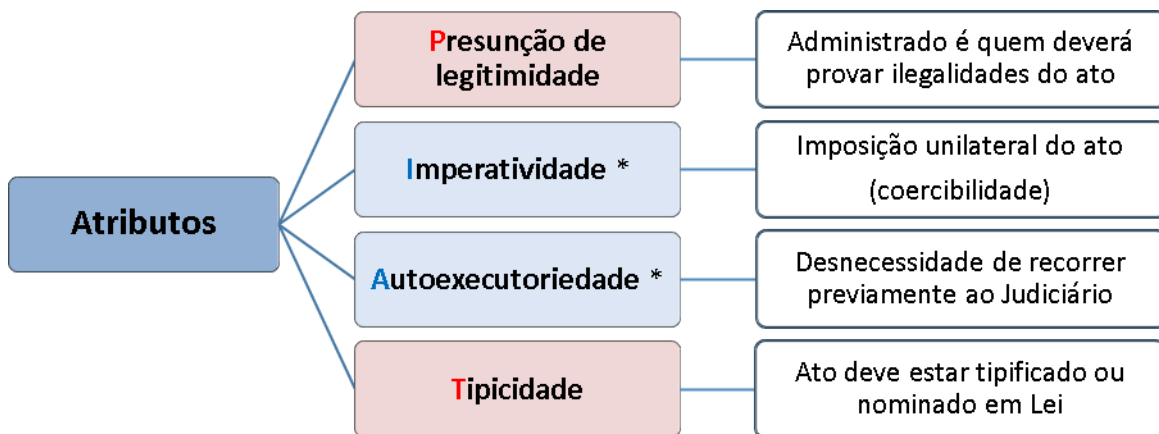 Atributos
Presunção de
legitimidade
Administrado é quem deverá
provar ilegalidades do ato
Imperatividade *
Imposição unilateral do ato
(coercibilidade)
Autoexecutoriedade *
Desnecessidade de recorrer
previamente ao Judiciário
Tipicidade
Ato deve estar tipificado ou
nominado em Lei